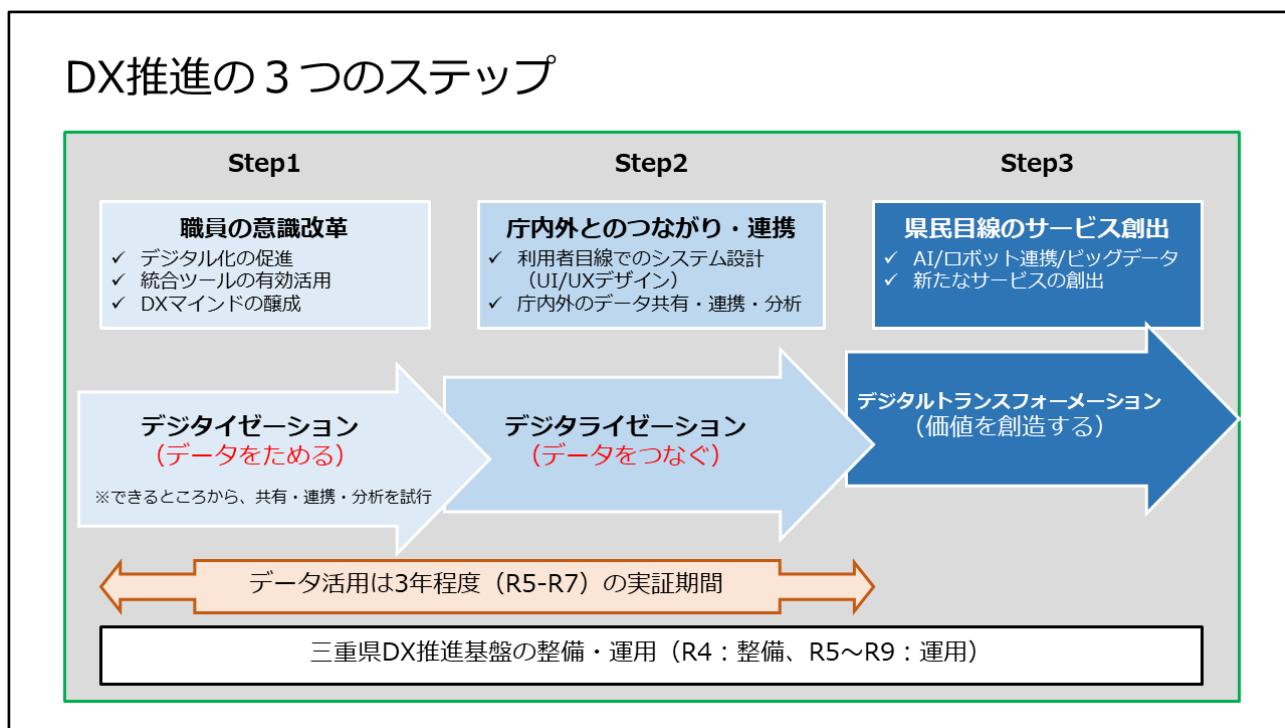 DX推進の３つのステップ
Step1
職員の意識改革
✓ デジタル化の促進
✓ 統合ツールの有効活用
✓ DXマインドの醸成
Step2
庁内外とのつながり・連携
✓ 利用者目線でのシステム設計
（UI/UXデザイン）
✓ 庁内外のデータ共有・連携・分析
Step3
県民目線のサービス創出
✓ AI/ロボット連携/ビッグデータ
✓ 新たなサービスの創出
デジタイゼーション
（データをためる）
※できるところから、共有・連携・分析を試行
デジタライゼーション
（データをつなぐ）
デジタルトランスフォーメーション
（価値を創造する）
データ活用は3年程度（R5-R7）の実証期間
三重県DX推進基盤の整備・運用（R4：整備、R5～R9：運用）